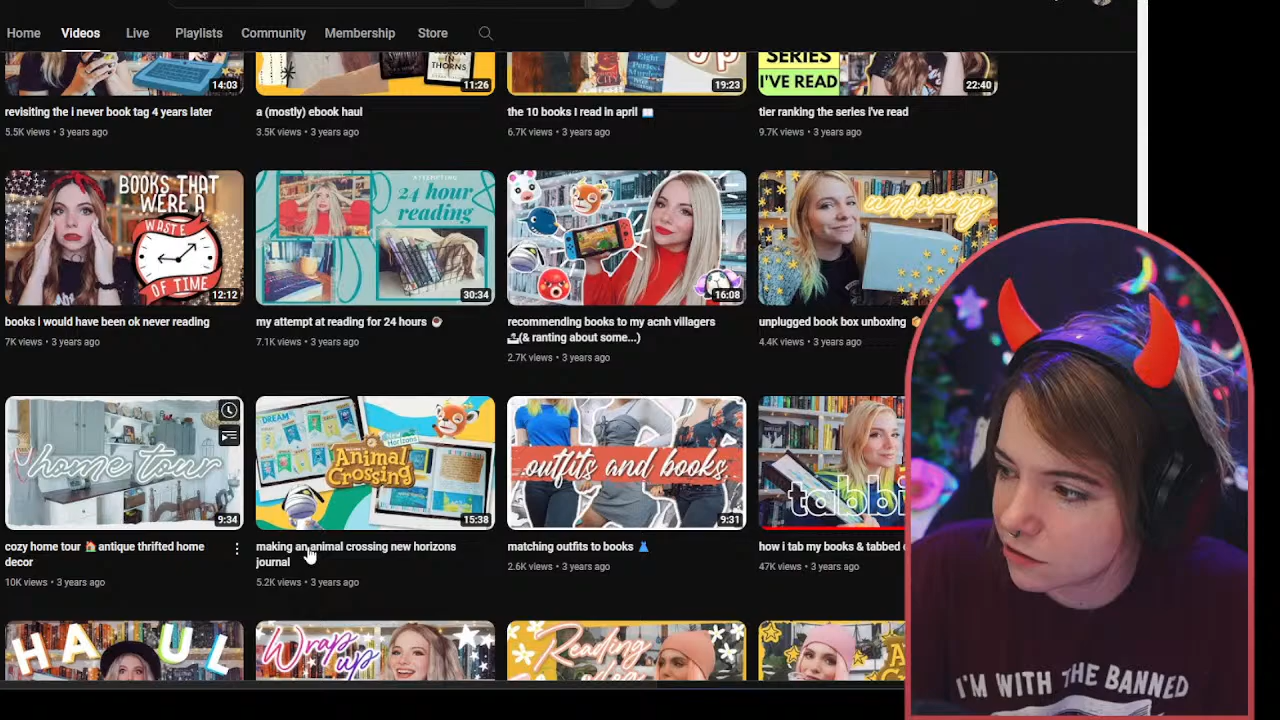 Home Videos Live Playlists Community Membership Store
14:03
IN THORNS
11:26
Eight Perfect Murders
up
19:23
SERIES
I'VE READ
22:40
revisiting the i never book tag 4 years later
5.5K views • 3 years ago
a (mostly) ebook haul
3.5K views • 3 years ago
the 10 books I read in april
6.7K views • 3 years ago
tier ranking the series i've read
9.7K views • 3 years ago
BOOKS THAT
WERE A
WASTE
OF TIME
12:12
24 hour
reading
30:34
16:08
unboxing
books i would have been ok never reading
7K views • 3 years ago
my attempt at reading for 24 hours
7.1K views • 3 years ago
recommending books to my acnh villagers
(& ranting about some...)
2.7K views • 3 years ago
unplugged book box unboxing
4.4K views • 3 years ago
home tour
9:34
DREAM
New Horizons
Animal
Crossing
15:38
outfits and books
9:31
tabbi
cozy home tour antique thrifted home
decor
10K views • 3 years ago
making an animal crossing new horizons
journal
5.2K views • 3 years ago
matching outfits to books
2.6K views • 3 years ago
how i tab my books & tabbed
47K views • 3 years ago
HAUL
Wrap
up
Reading
I'M WITH THE BANNED